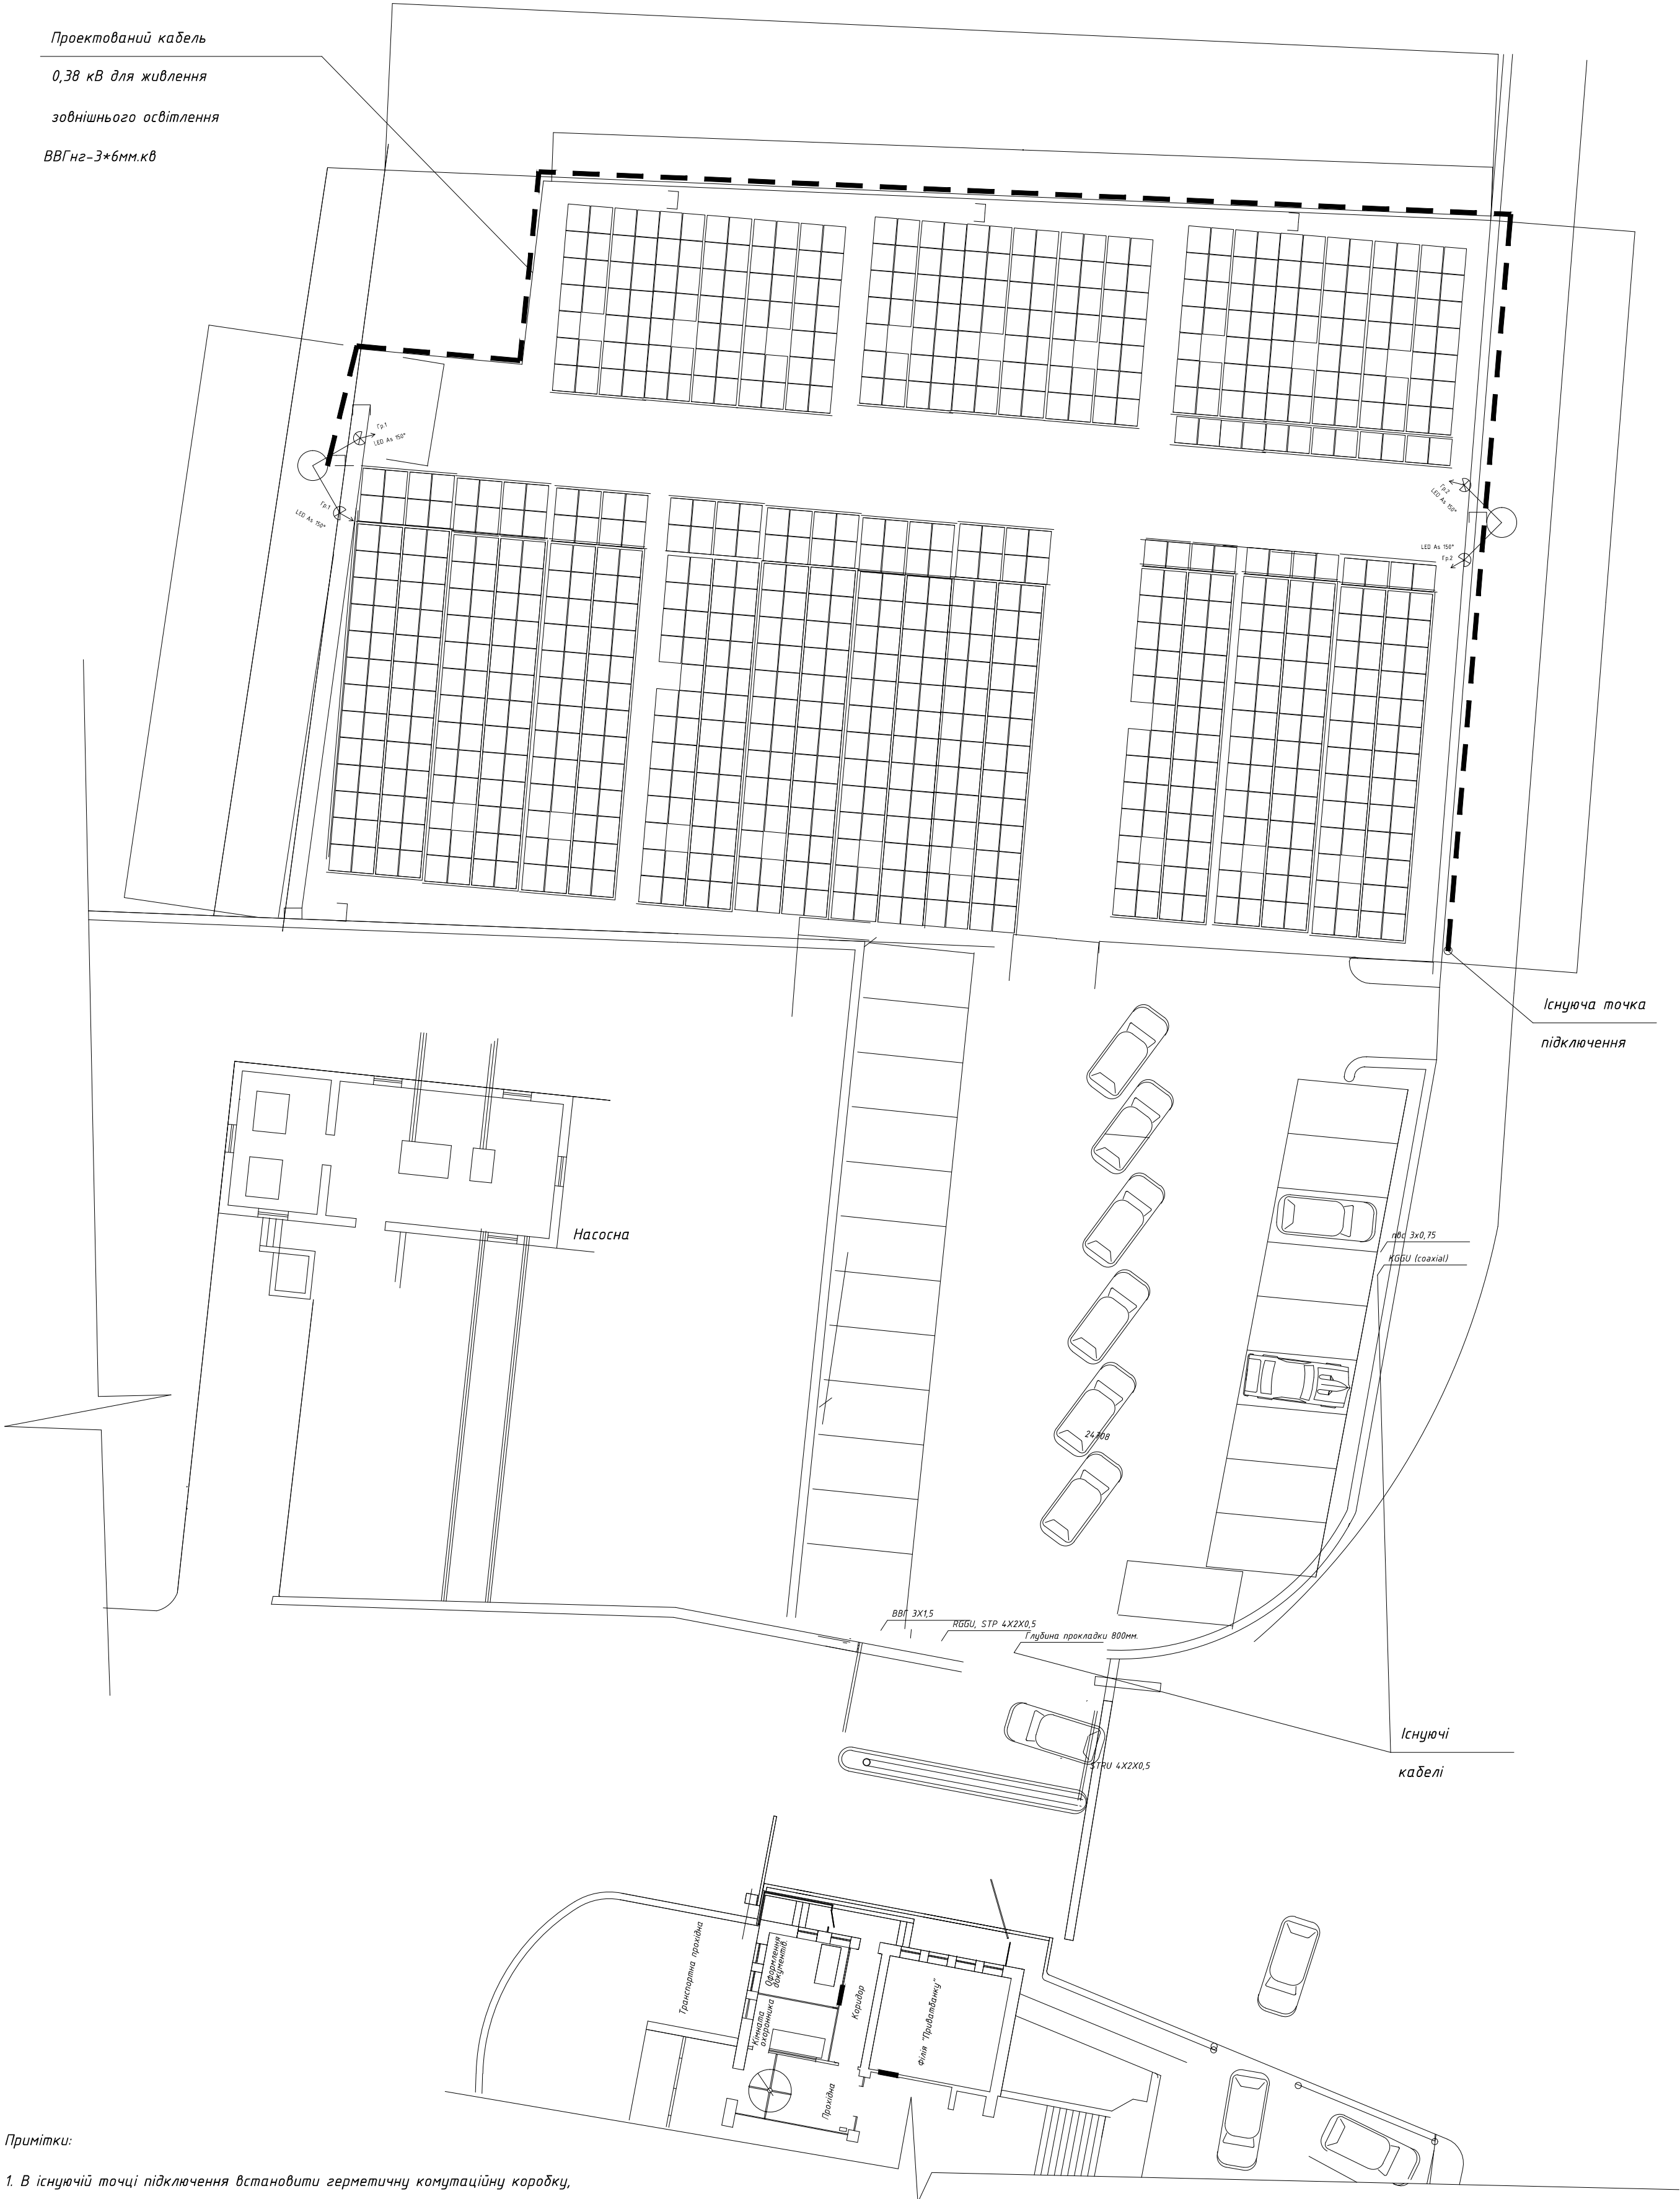 Проектований кабель
0,38 кВ для живлення
зовнішнього освітлення
ВВГнг-3*6мм.кв
Гр.1
LED As 150°
Гр.1
LED As 150°
Гр.2
LED As 150°
LED As 150°
Гр.2
Існуюча точка
підключення
Насосна
пвс 3х0,75
KGGU (coaxial)
24708
ВВГ 3Х1,5
RGGU, STP 4X2X0,5
Глубина прокладки 800мм.
Існуючі
кабелі
STRU 4X2X0,5
Транспортна прохідна
Оформлення
документів.
Кімната
охоронника
Коридор
Філія "Приватбанку"
Прохідна
Примітки:
1. В існуючій точці підключення встановити герметичну комутаційну коробку,